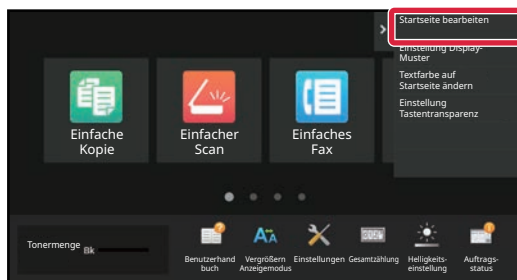 Startseite bearbeiten
Einstellung Display-
Muster
Textfarbe auf
Startseite ändern
Einstellung
Tastentransparenz
Einfache
Kopie
Einfacher
Scan
Einfaches
Fax
Tonermenge Bk
Benutzerhand
buch
Vergrößern
Anzeigemodus
Einstellungen
Gesamtzählung
Helligkeits-
einstellung
Auftrags-
status